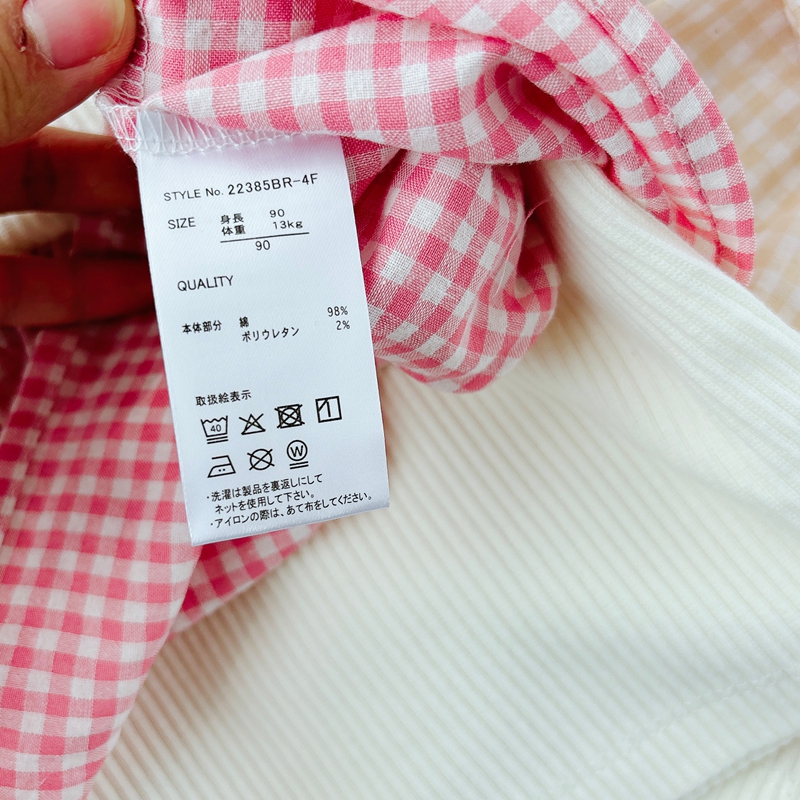 STYLE No. 22385BR-4F
SIZE 身長 90
体重 13kg
90
QUALITY
本体部分 綿 98%
ポリウレタン 2%
取扱絵表示
40
W
・洗濯は製品を裏返しにして
ネットを使用して下さい。
・アイロンの際は、あて布をしてください。